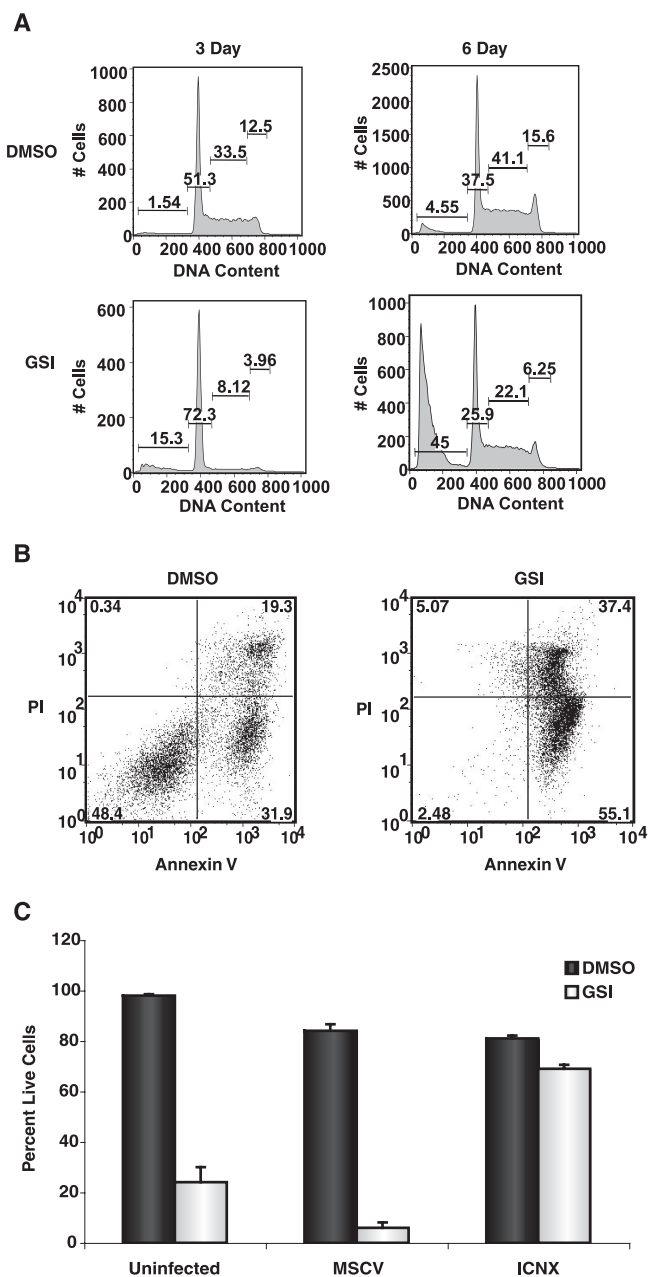 A
3 Day
6 Day
DMSO
# Cells
1000
800
600
400
200
0
1.54
51.3
33.5
12.5
0 200 400 600 800 1000
DNA Content
# Cells
2500
2000
1500
1000
500
0
4.55
37.5
41.1
15.6
0 200 400 600 800 1000
DNA Content
GSI
# Cells
600
400
200
0
15.3
72.3
8.12
3.96
0 200 400 600 800 1000
DNA Content
# Cells
1000
800
600
400
200
0
45
25.9
22.1
6.25
0 200 400 600 800 1000
DNA Content
B
DMSO
PI
10⁴
10³
10²
10¹
10⁰
0.34 19.3
48.4 31.9
10⁰ 10¹ 10² 10³ 10⁴
Annexin V
GSI
PI
10⁴
10³
10²
10¹
10⁰
5.07 37.4
2.48 55.1
10⁰ 10¹ 10² 10³ 10⁴
Annexin V
C
Percent Live Cells
120
100
80
60
40
20
0
DMSO
GSI
Uninfected MSCV ICNX